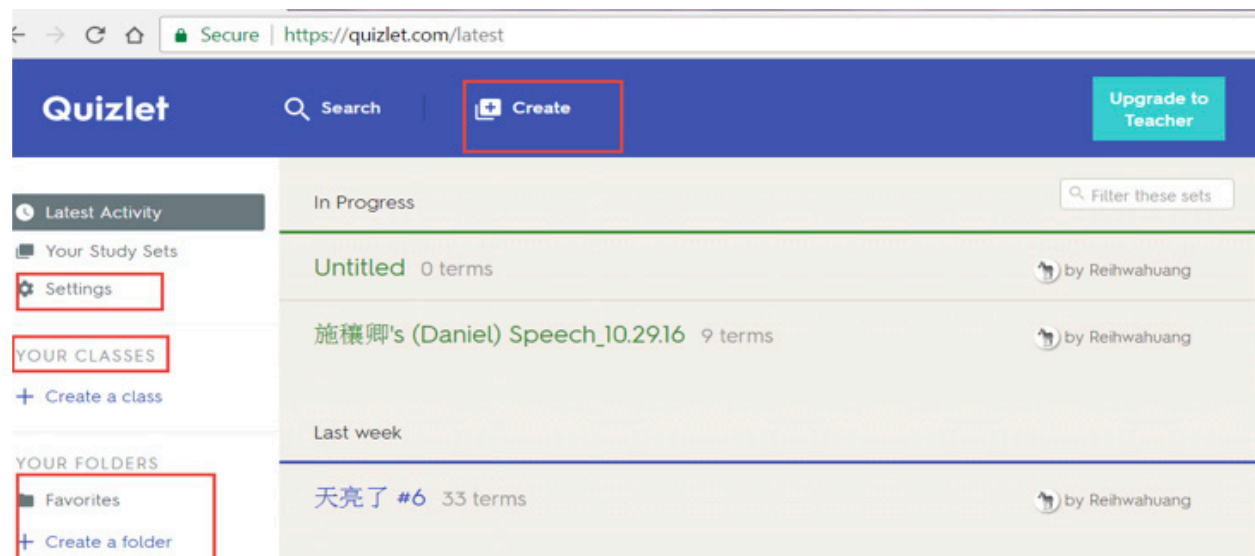 Secure | https://quizlet.com/latest
Quizlet
Search
Create
Upgrade to
Teacher
Latest Activity
Your Study Sets
Settings
YOUR CLASSES
+ Create a class
YOUR FOLDERS
Favorites
+ Create a folder
In Progress
Filter these sets
Untitled 0 terms
by Reihwahuang
施穰卿's (Daniel) Speech_10.29.16 9 terms
by Reihwahuang
Last week
天亮了 #6 33 terms
by Reihwahuang